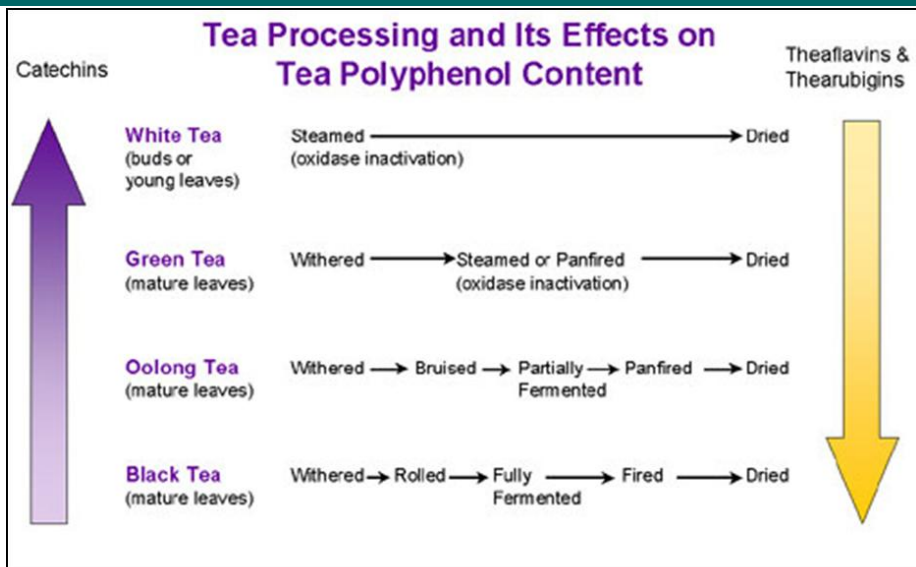 Tea Processing and Its Effects on
Tea Polyphenol Content
Catechins
Theaflavins &
Thearubigins
White Tea
(buds or
young leaves)
Steamed Dried
(oxidase inactivation)
Green Tea
(mature leaves)
Withered Steamed or Panfired Dried
(oxidase inactivation)
Oolong Tea
(mature leaves)
Withered Bruised Partially Panfired Dried
Fermented
Black Tea
(mature leaves)
Withered Rolled Fully Fired Dried
Fermented